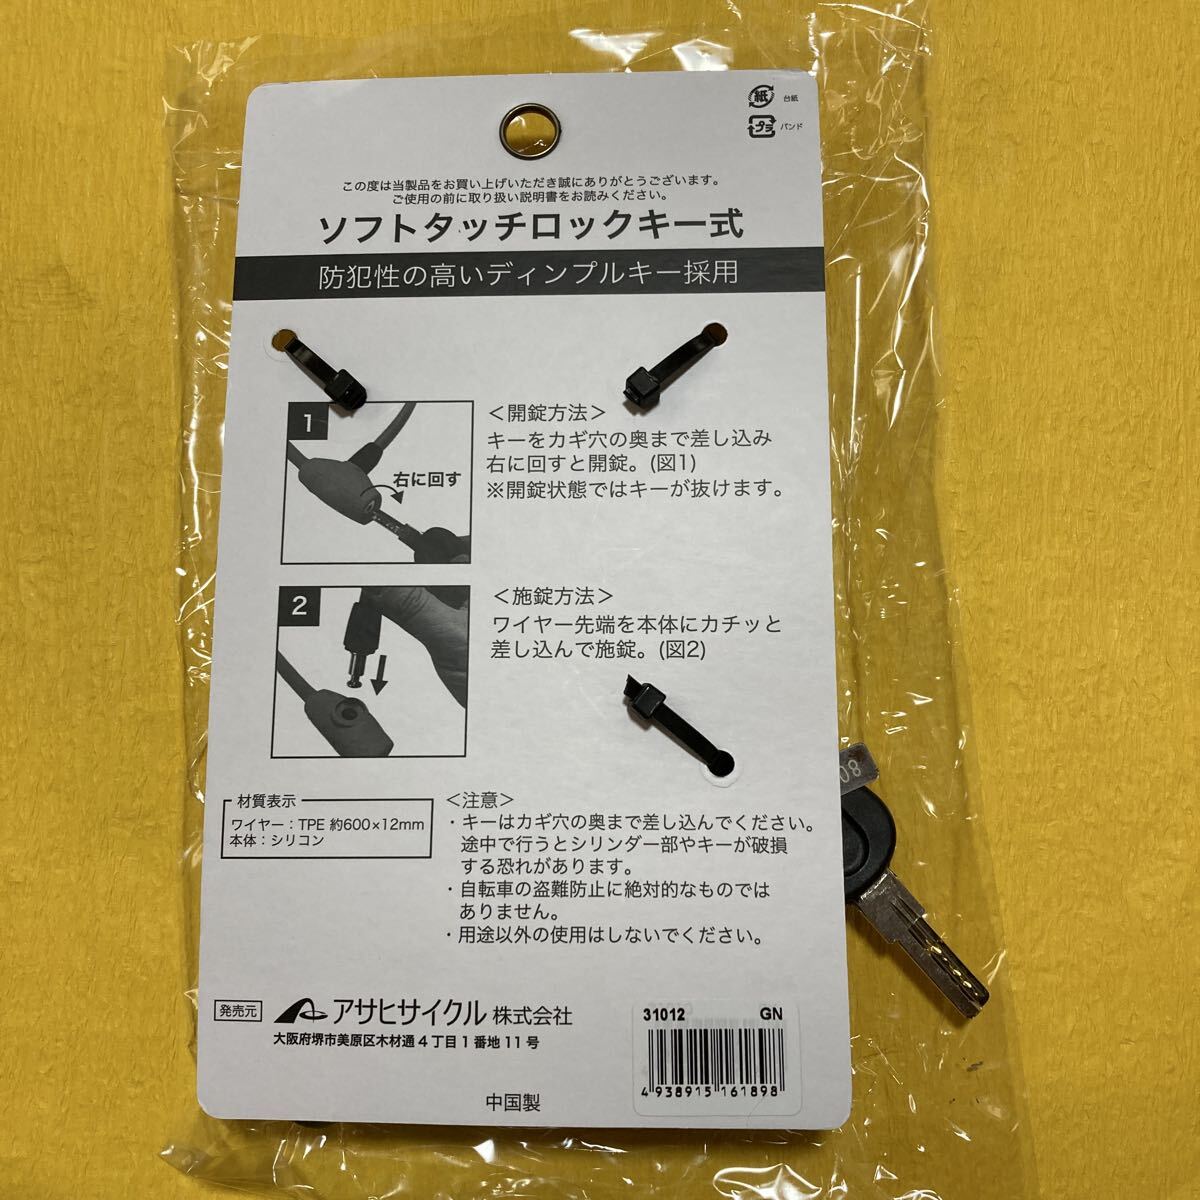 紙 台紙
プラ バンド
この度は当製品をお買い上げいただき誠にありがとうございます。
ご使用の前に取り扱い説明書をお読みください。
ソフトタッチロックキー式
防犯性の高いディンプルキー採用
1
右に回す
<開錠方法>
キーをカギ穴の奥まで差し込み
右に回すと開錠。(図1)
※開錠状態ではキーが抜けます。
2
<施錠方法>
ワイヤー先端を本体にカチッと
差し込んで施錠。(図2)
材質表示
ワイヤー：TPE 約600×12mm
本体：シリコン
<注意>
・キーはカギ穴の奥まで差し込んでください。
途中で行うとシリンダー部やキーが破損
する恐れがあります。
・自転車の盗難防止に絶対的なものでは
ありません。
・用途以外の使用はしないでください。
発売元 アサヒサイクル 株式会社
大阪府堺市美原区木材通4丁目1番地11号
中国製
31012 GN
4 938915 161898